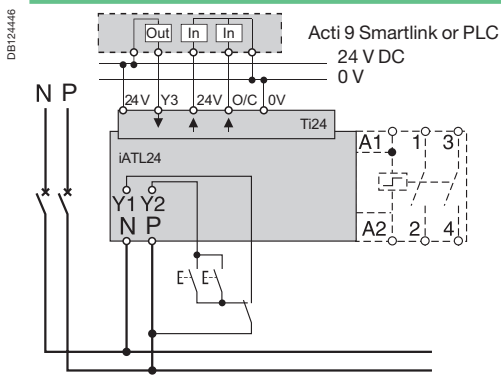 DB124446
Out In In Acti 9 Smartlink or PLC
24 V DC
0 V
N P
24V Y3 24V O/C 0V
Ti24
iATL24
A1 1 3
Y1 Y2
N P
A2 2 4
E E